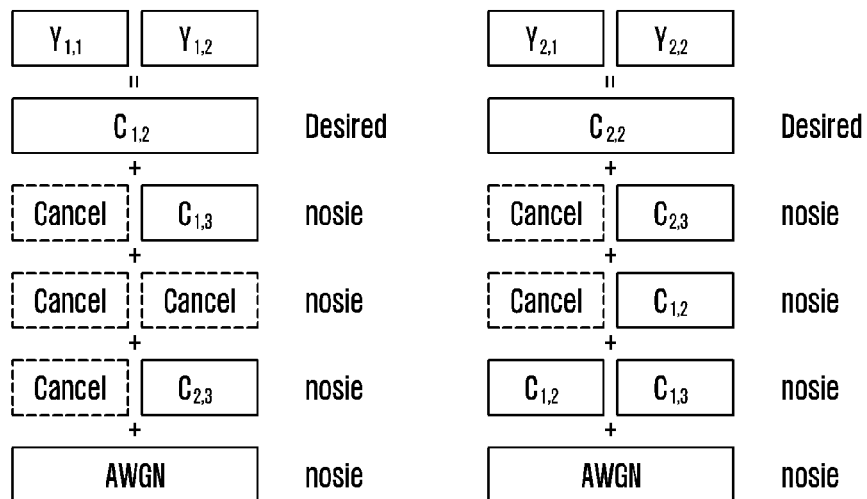 Y1,1 Y1,2 Y2,1 Y2,2
= =
C1,2 Desired C2,2 Desired
+ +
Cancel C1,3 nosie Cancel C2,3 nosie
+ +
Cancel Cancel nosie Cancel C1,2 nosie
+ +
Cancel C2,3 nosie C1,2 C1,3 nosie
+ +
AWGN nosie AWGN nosie